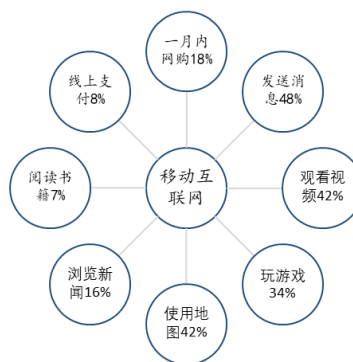 一月内
网购18%
发送消
息48%
观看视
频42%
玩游戏
34%
使用地
图42%
浏览新
闻16%
阅读书
籍7%
线上支
付8%
移动互
联网